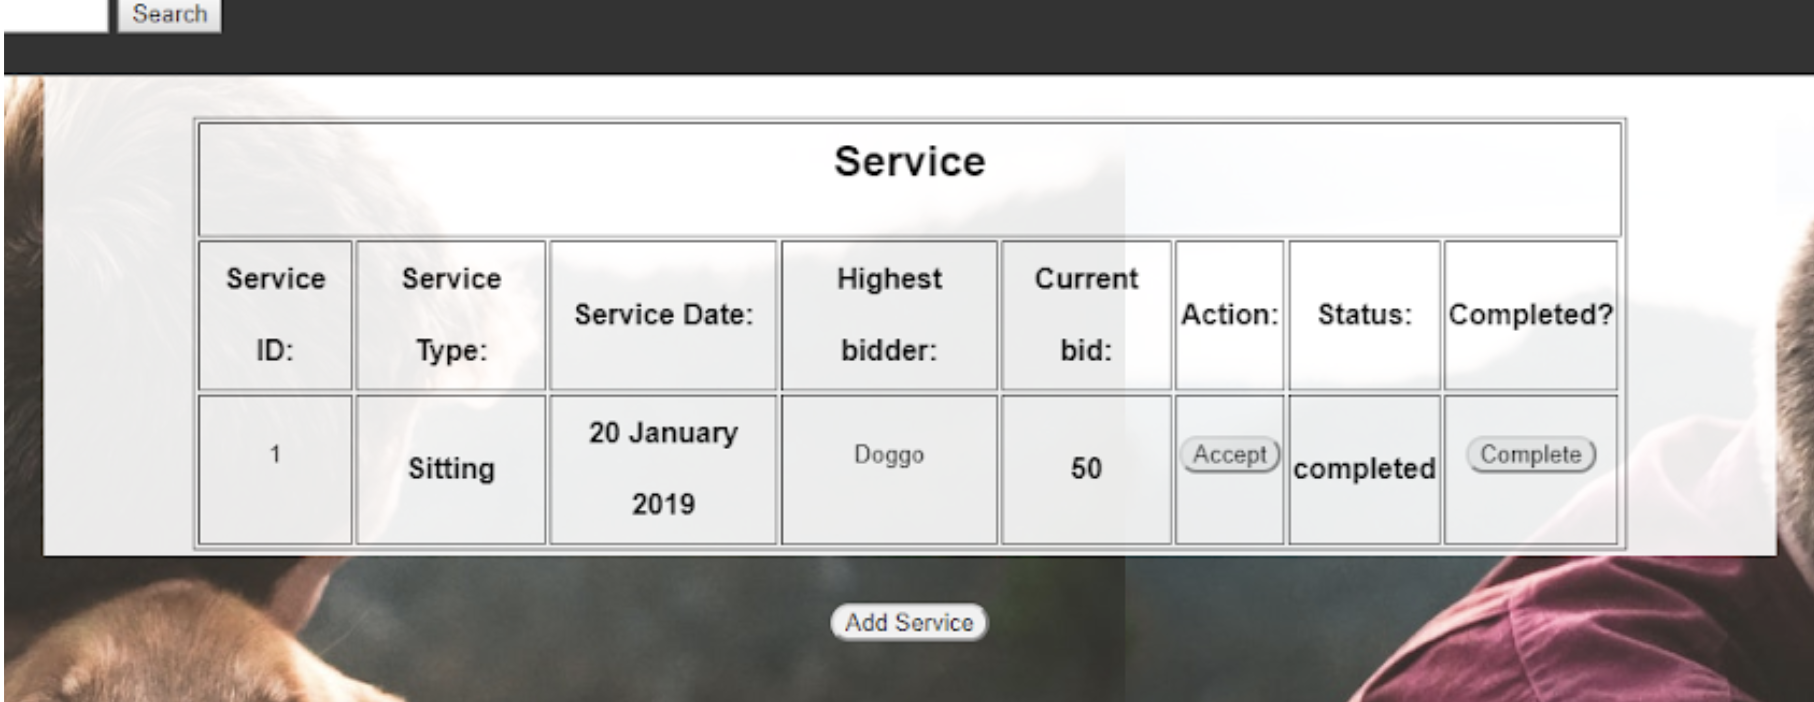 Search
Service
Service ID:
Service Type:
Service Date:
Highest bidder:
Current bid:
Action:
Status:
Completed?
1
Sitting
20 January 2019
Doggo
50
Accept
completed
Complete
Add Service